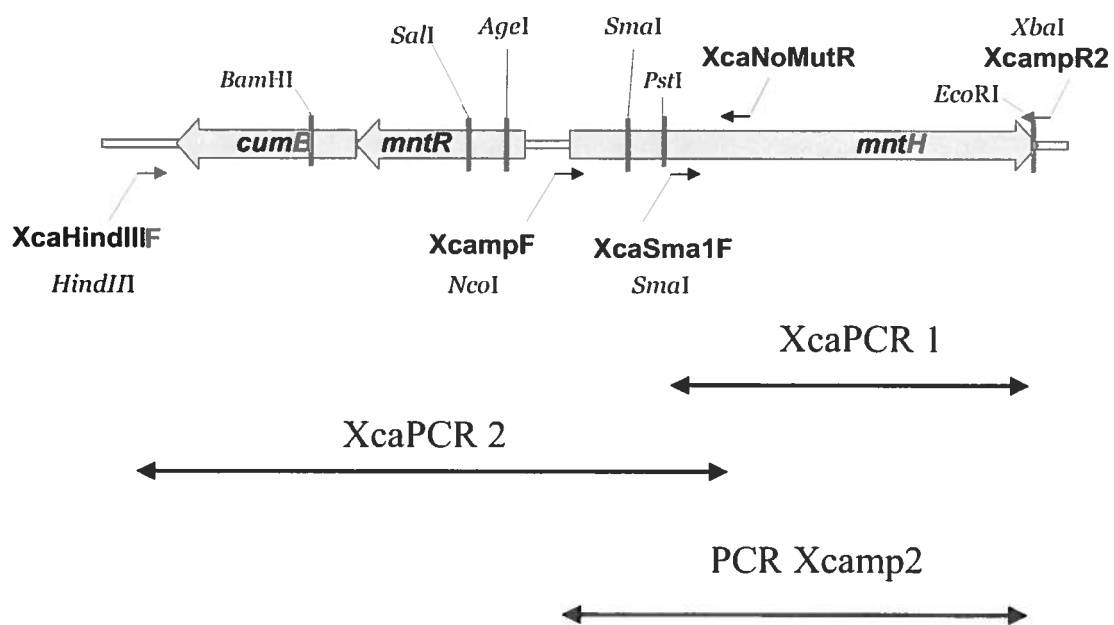 SalI
AgeI
SmaI
XbaI
XcaNoMutR
XcampR2
BamHI
PstI
EcoRI
cumB
mntR
mntH
XcaHindIIIF
XcampF
XcaSma1F
HindIII
NcoI
SmaI
XcaPCR 1
XcaPCR 2
PCR Xcamp2